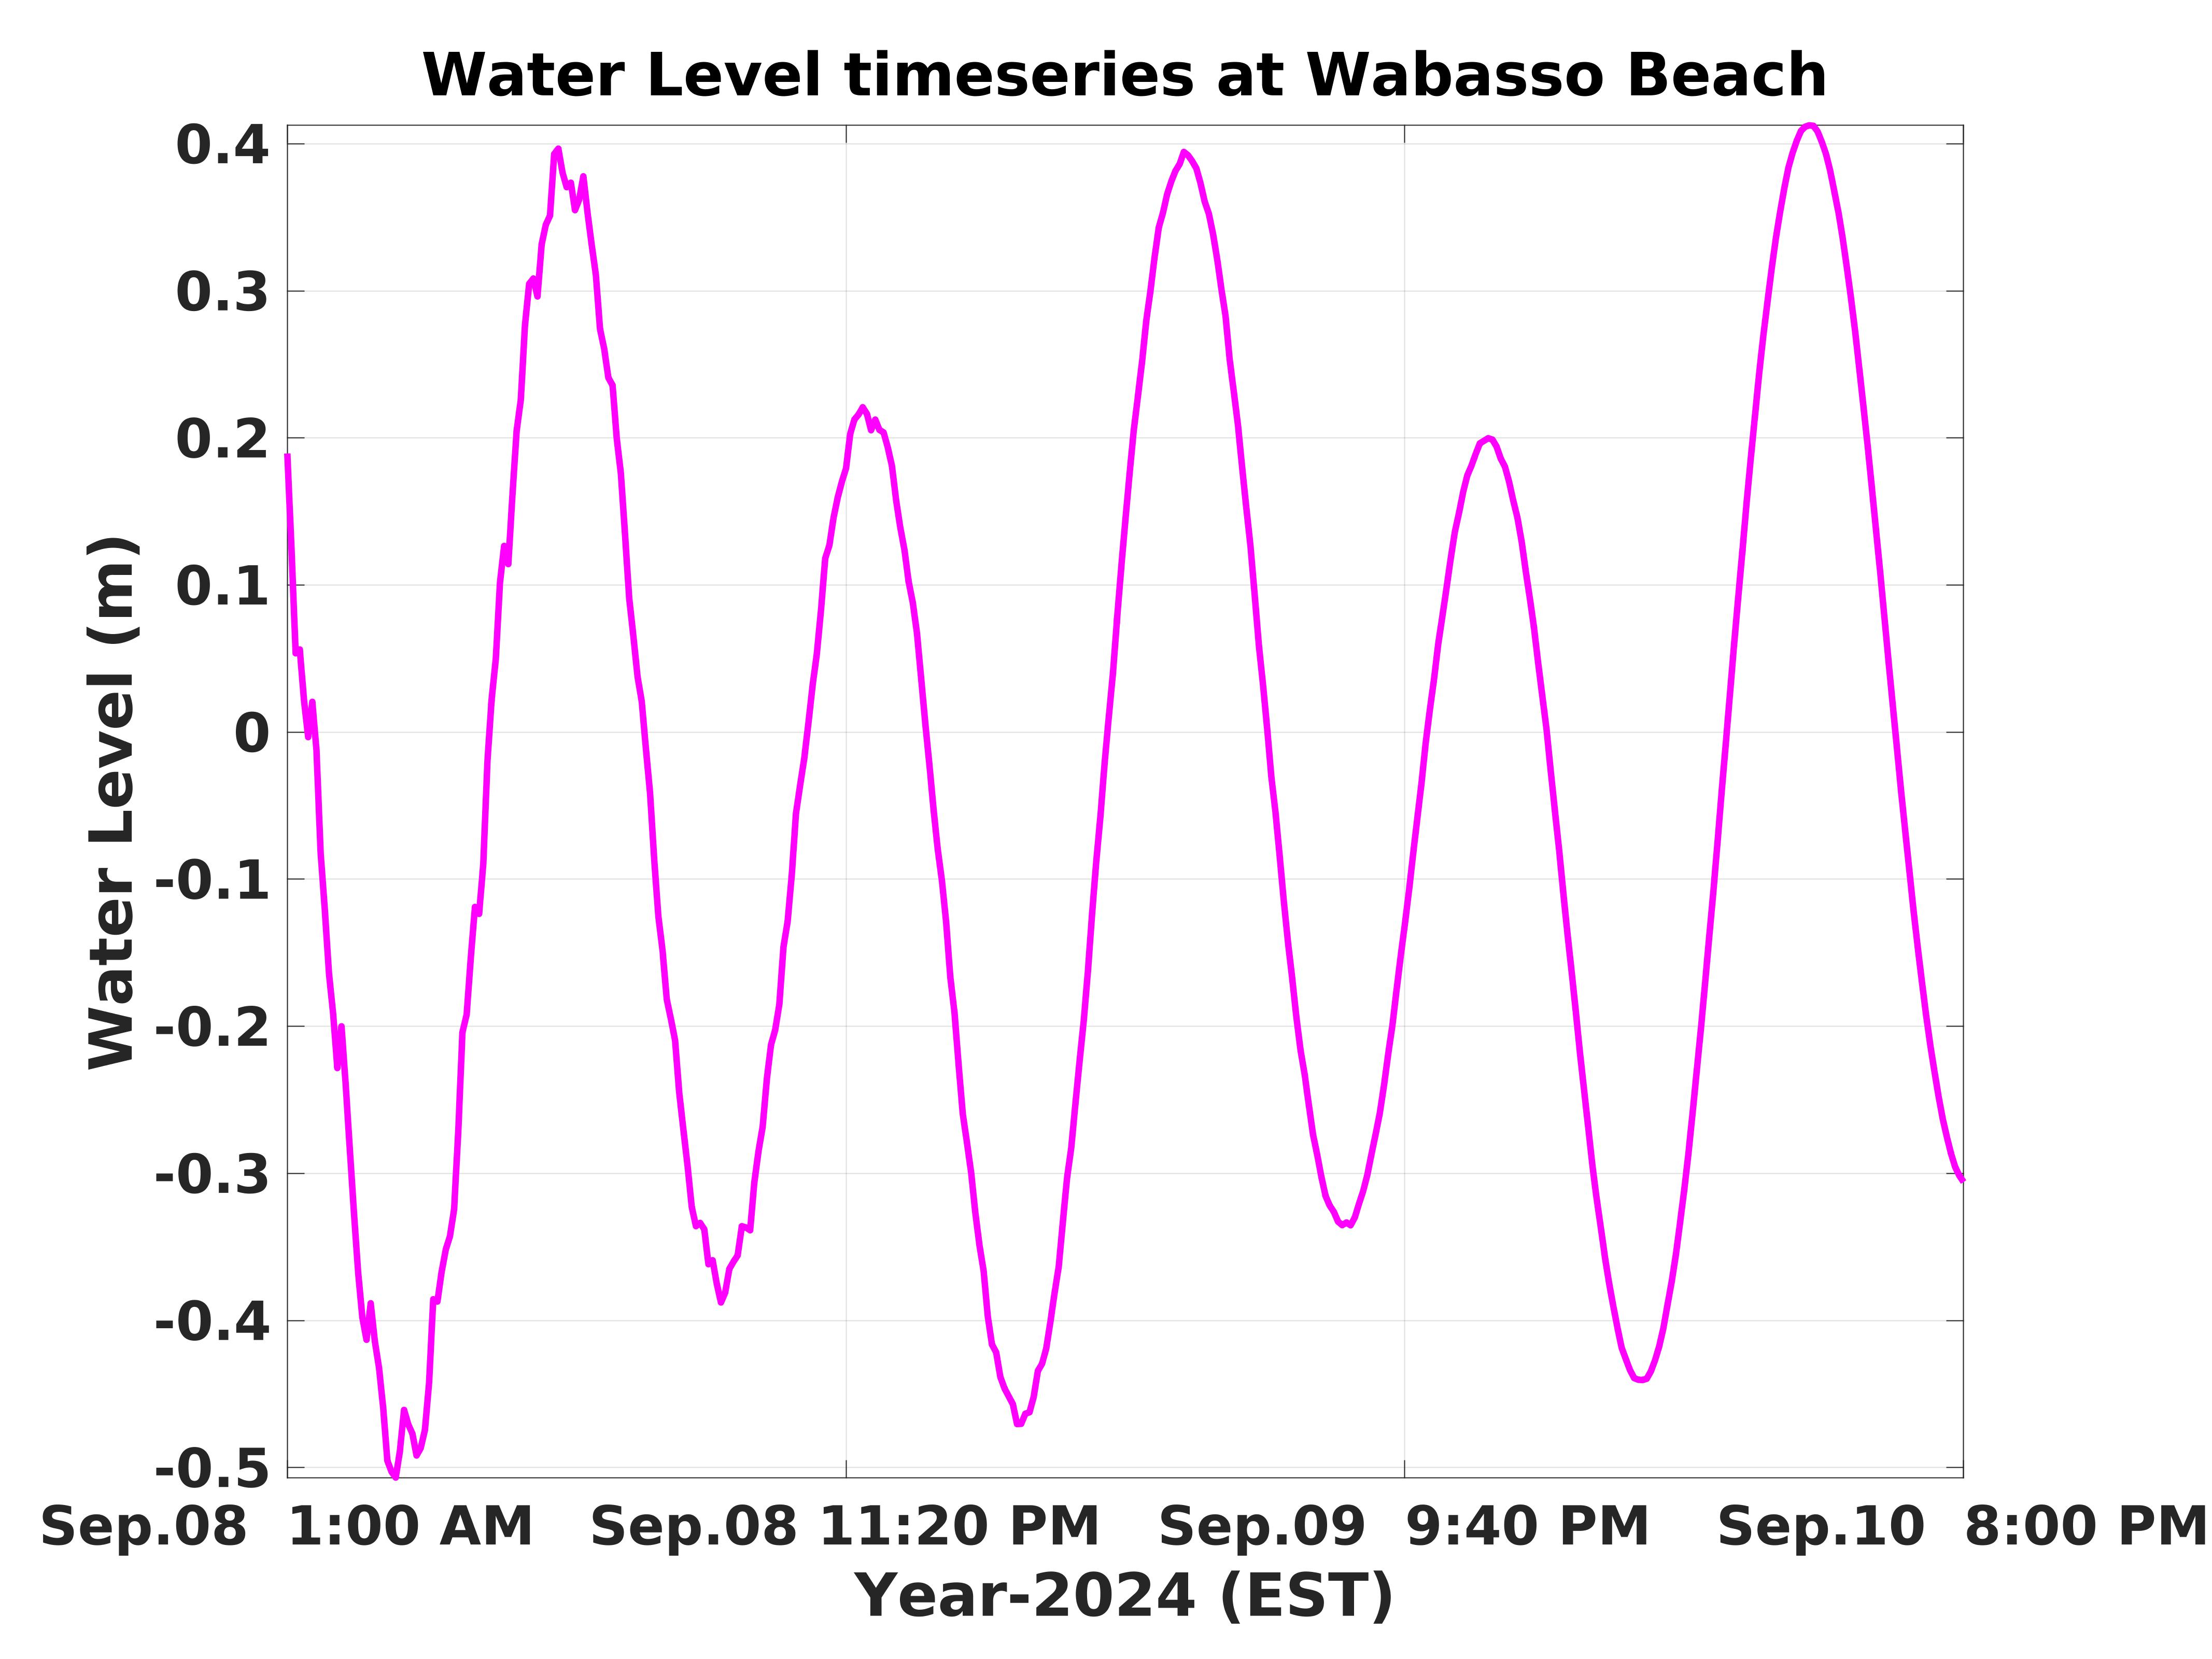 Water Level timeseries at Wabasso Beach
0.4
0.3
0.2
0.1
0
-0.1
-0.2
-0.3
-0.4
-0.5
Water Level (m)
Sep.08 1:00 AM Sep.08 11:20 PM Sep.09 9:40 PM Sep.10 8:00 PM
Year-2024 (EST)